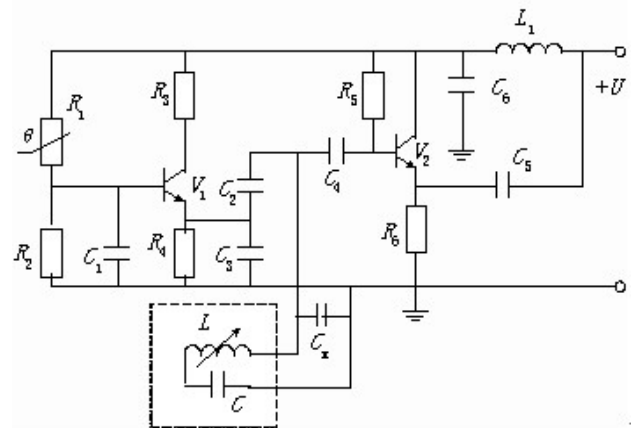 L₁
R₁
θ
R₃
R₅
C₆
+U
V₁
C₂
C₄
V₂
C₅
R₂
C₁
R₄
C₃
R₆
L
Cₓ
C